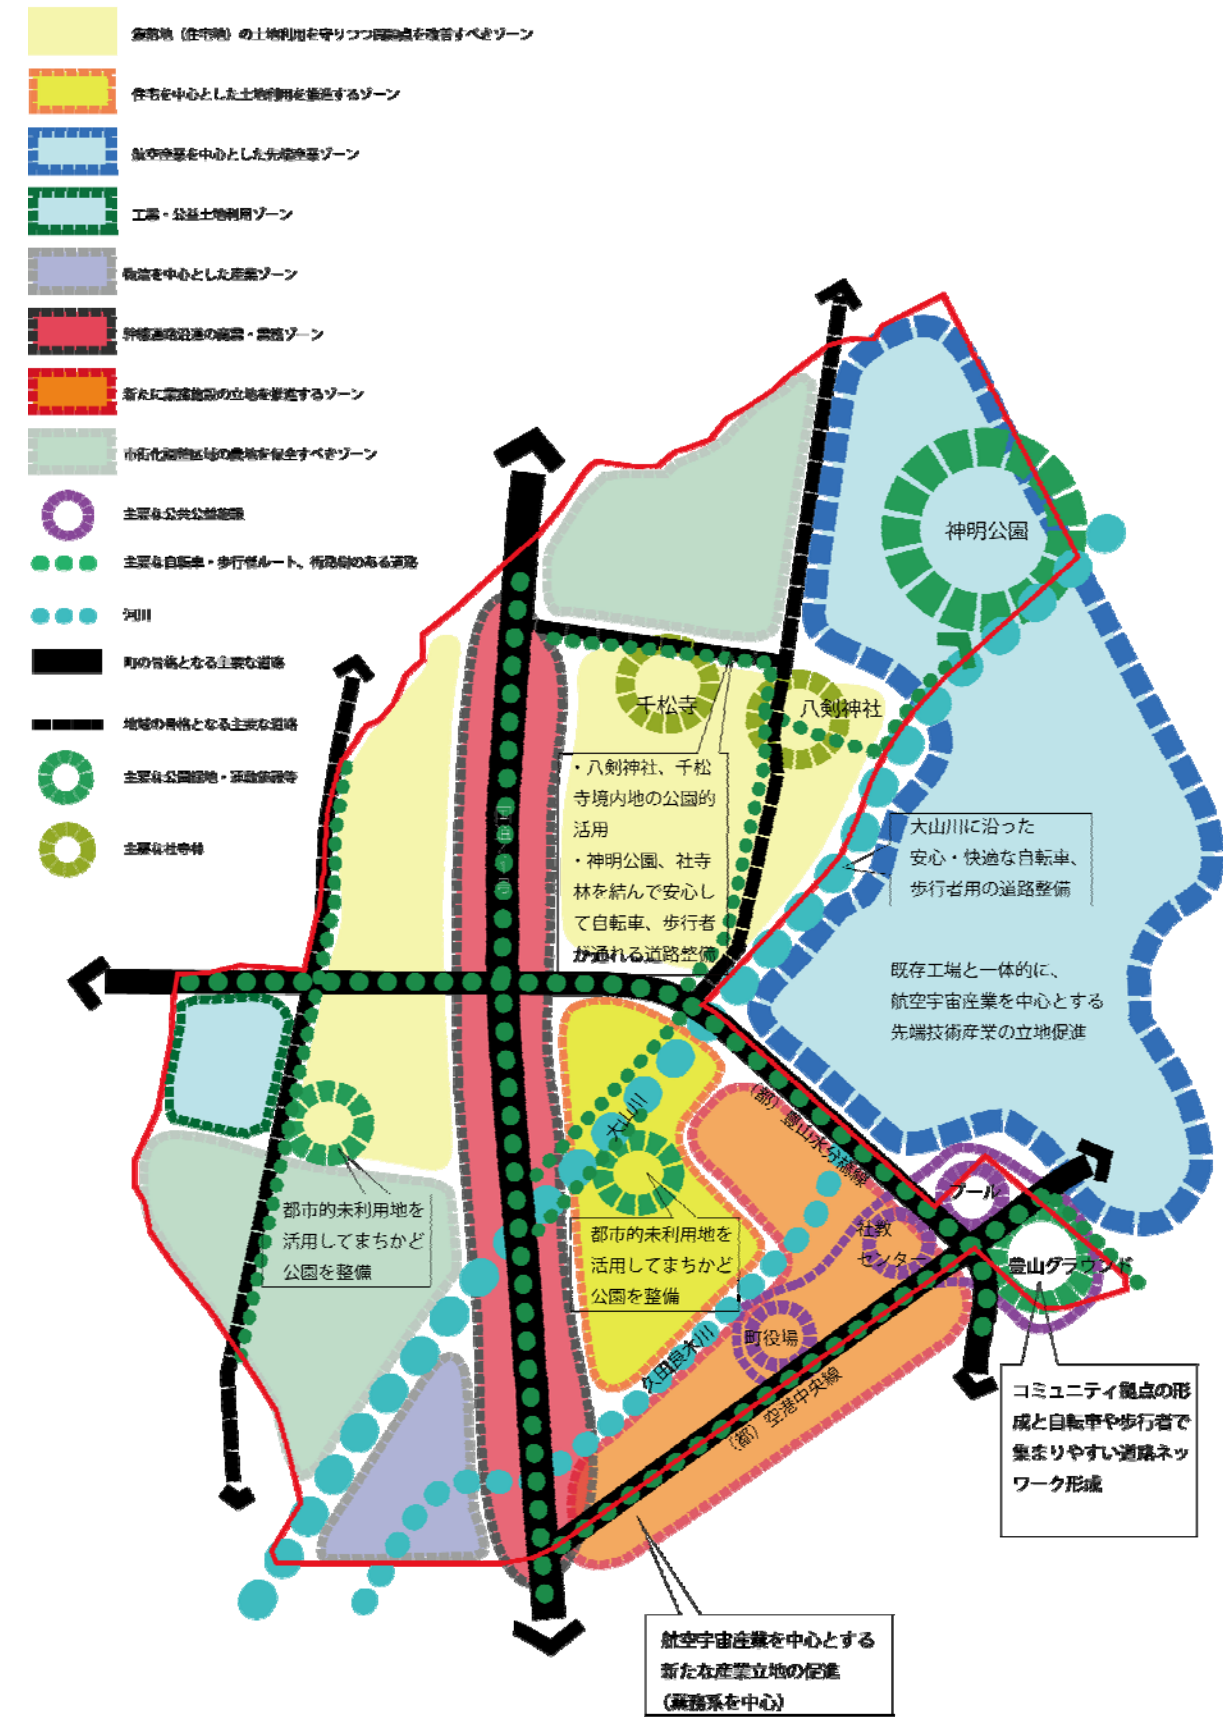 集落地（住宅地）の土地利用を守りつつ問題点を改善すべきゾーン
住宅を中心とした土地利用を推進するゾーン
航空産業を中心とした先端産業ゾーン
工業・公益土地利用ゾーン
物流を中心とした産業ゾーン
幹線道路沿道の商業・業務ゾーン
新たに業務施設の立地を推進するゾーン
市街化調整区域の農地を保全すべきゾーン
主要な公共公益施設
主要な自転車・歩行者ルート、街路樹のある道路
河川
町の骨格となる主要な道路
地域の骨格となる主要な道路
主要な公園緑地・運動施設等
主要な社寺林
神明公園
千松寺
八剣神社
・八剣神社、千松
寺境内地の公園的
活用
・神明公園、社寺
林を結んで安心し
て自転車、歩行者
が通れる道路整備
大山川に沿った
安心・快適な自転車、
歩行者用の道路整備
既存工場と一体的に、
航空宇宙産業を中心とする
先端技術産業の立地促進
大山川
（都）豊山水分橋線
プール
社教
センター
豊山グラウンド
都市的未利用地を
活用してまちかど
公園を整備
都市的未利用地を
活用してまちかど
公園を整備
町役場
久田良木川
（都）空港中央線
コミュニティ拠点の形
成と自転車や歩行者で
集まりやすい道路ネッ
ワーク形成
航空宇宙産業を中心とする
新たな産業立地の促進
（業務系を中心）